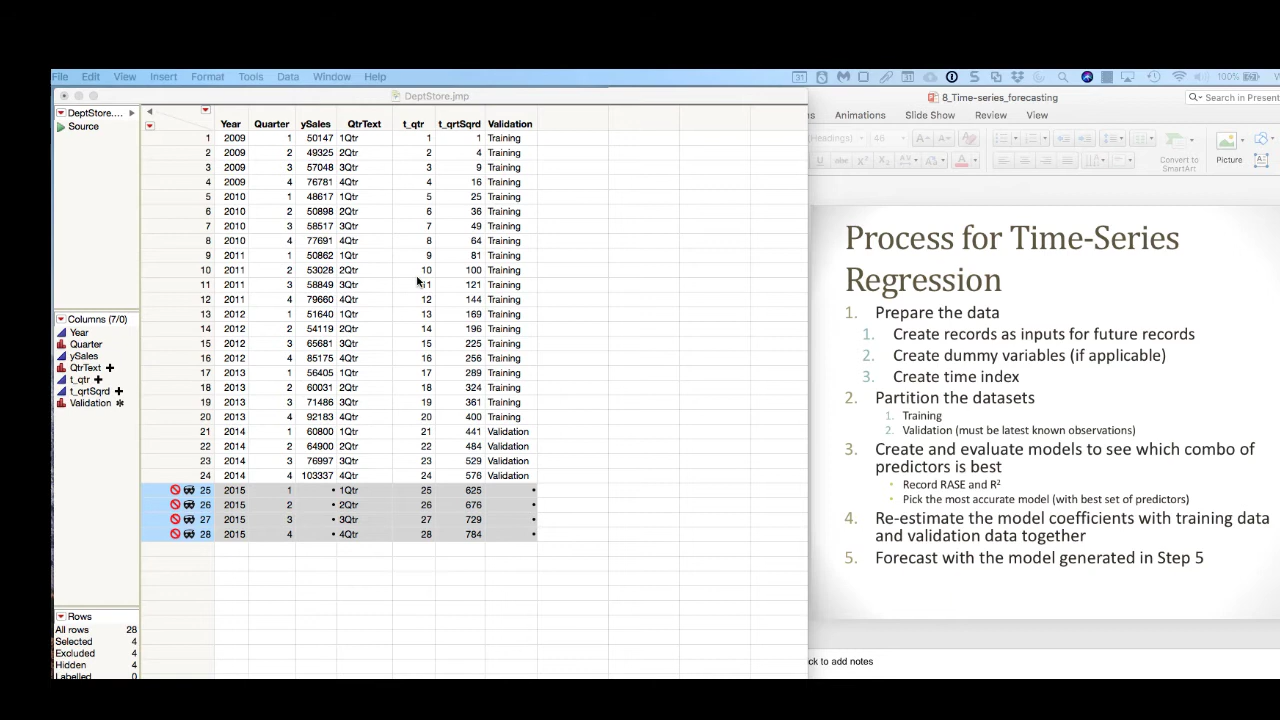 File Edit View Insert Format Tools Data Window Help
31
31
100%
DeptStore.jmp
8_Time-series_forecasting
Search in Present
DeptStore....
Source
Animations Slide Show Review View
(Headings) 46
Convert to
SmartArt
Picture
Year Quarter ySales QtrText t_qtr t_qrtSqrd Validation
1 2009 1 50147 1Qtr 1 1 Training
2 2009 2 49325 2Qtr 2 4 Training
3 2009 3 57048 3Qtr 3 9 Training
4 2009 4 76781 4Qtr 4 16 Training
5 2010 1 48617 1Qtr 5 25 Training
6 2010 2 50898 2Qtr 6 36 Training
7 2010 3 58517 3Qtr 7 49 Training
8 2010 4 77691 4Qtr 8 64 Training
9 2011 1 50862 1Qtr 9 81 Training
10 2011 2 53028 2Qtr 10 100 Training
11 2011 3 58849 3Qtr 11 121 Training
12 2011 4 79660 4Qtr 12 144 Training
13 2012 1 51640 1Qtr 13 169 Training
14 2012 2 54119 2Qtr 14 196 Training
15 2012 3 65681 3Qtr 15 225 Training
16 2012 4 85175 4Qtr 16 256 Training
17 2013 1 56405 1Qtr 17 289 Training
18 2013 2 60031 2Qtr 18 324 Training
19 2013 3 71486 3Qtr 19 361 Training
20 2013 4 92183 4Qtr 20 400 Training
21 2014 1 60800 1Qtr 21 441 Validation
22 2014 2 64900 2Qtr 22 484 Validation
23 2014 3 76997 3Qtr 23 529 Validation
24 2014 4 103337 4Qtr 24 576 Validation
25 2015 1 • 1Qtr 25 625 •
26 2015 2 • 2Qtr 26 676 •
27 2015 3 • 3Qtr 27 729 •
28 2015 4 • 4Qtr 28 784 •
Columns (7/0)
Year
Quarter
ySales
QtrText
t_qtr
t_qrtSqrd
Validation
Rows
All rows 28
Selected 4
Excluded 4
Hidden 4
Labelled 0
Process for Time-Series
Regression
1. Prepare the data
1. Create records as inputs for future records
2. Create dummy variables (if applicable)
3. Create time index
2. Partition the datasets
1. Training
2. Validation (must be latest known observations)
3. Create and evaluate models to see which combo of
predictors is best
• Record RASE and R²
• Pick the most accurate model (with best set of predictors)
4. Re-estimate the model coefficients with training data
and validation data together
5. Forecast with the model generated in Step 5
ck to add notes